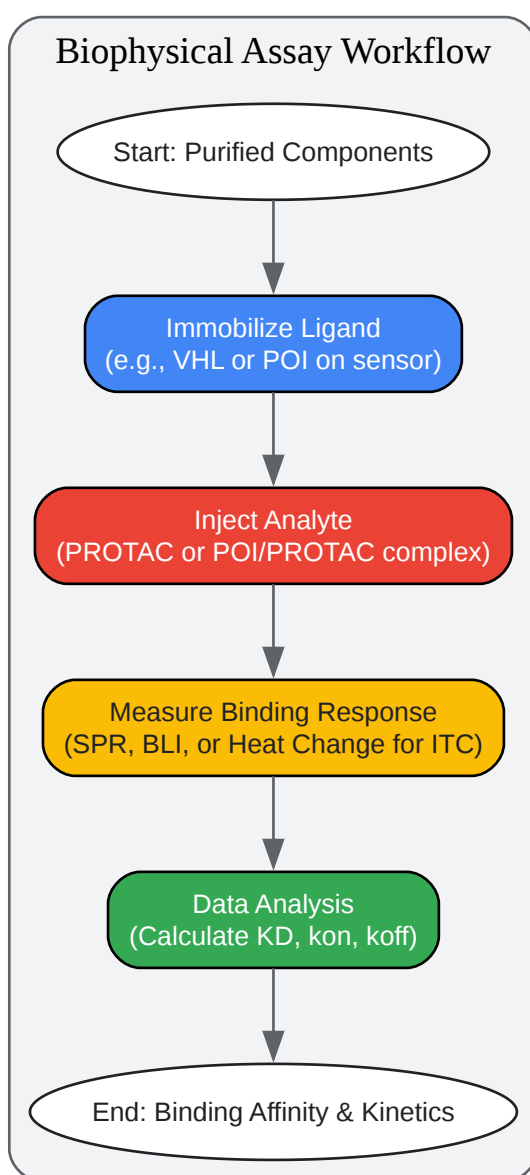 Biophysical Assay Workflow
Start: Purified Components
Immobilize Ligand
(e.g., VHL or POI on sensor)
Inject Analyte
(PROTAC or POI/PROTAC complex)
Measure Binding Response
(SPR, BLI, or Heat Change for ITC)
Data Analysis
(Calculate KD, kon, koff)
End: Binding Affinity & Kinetics